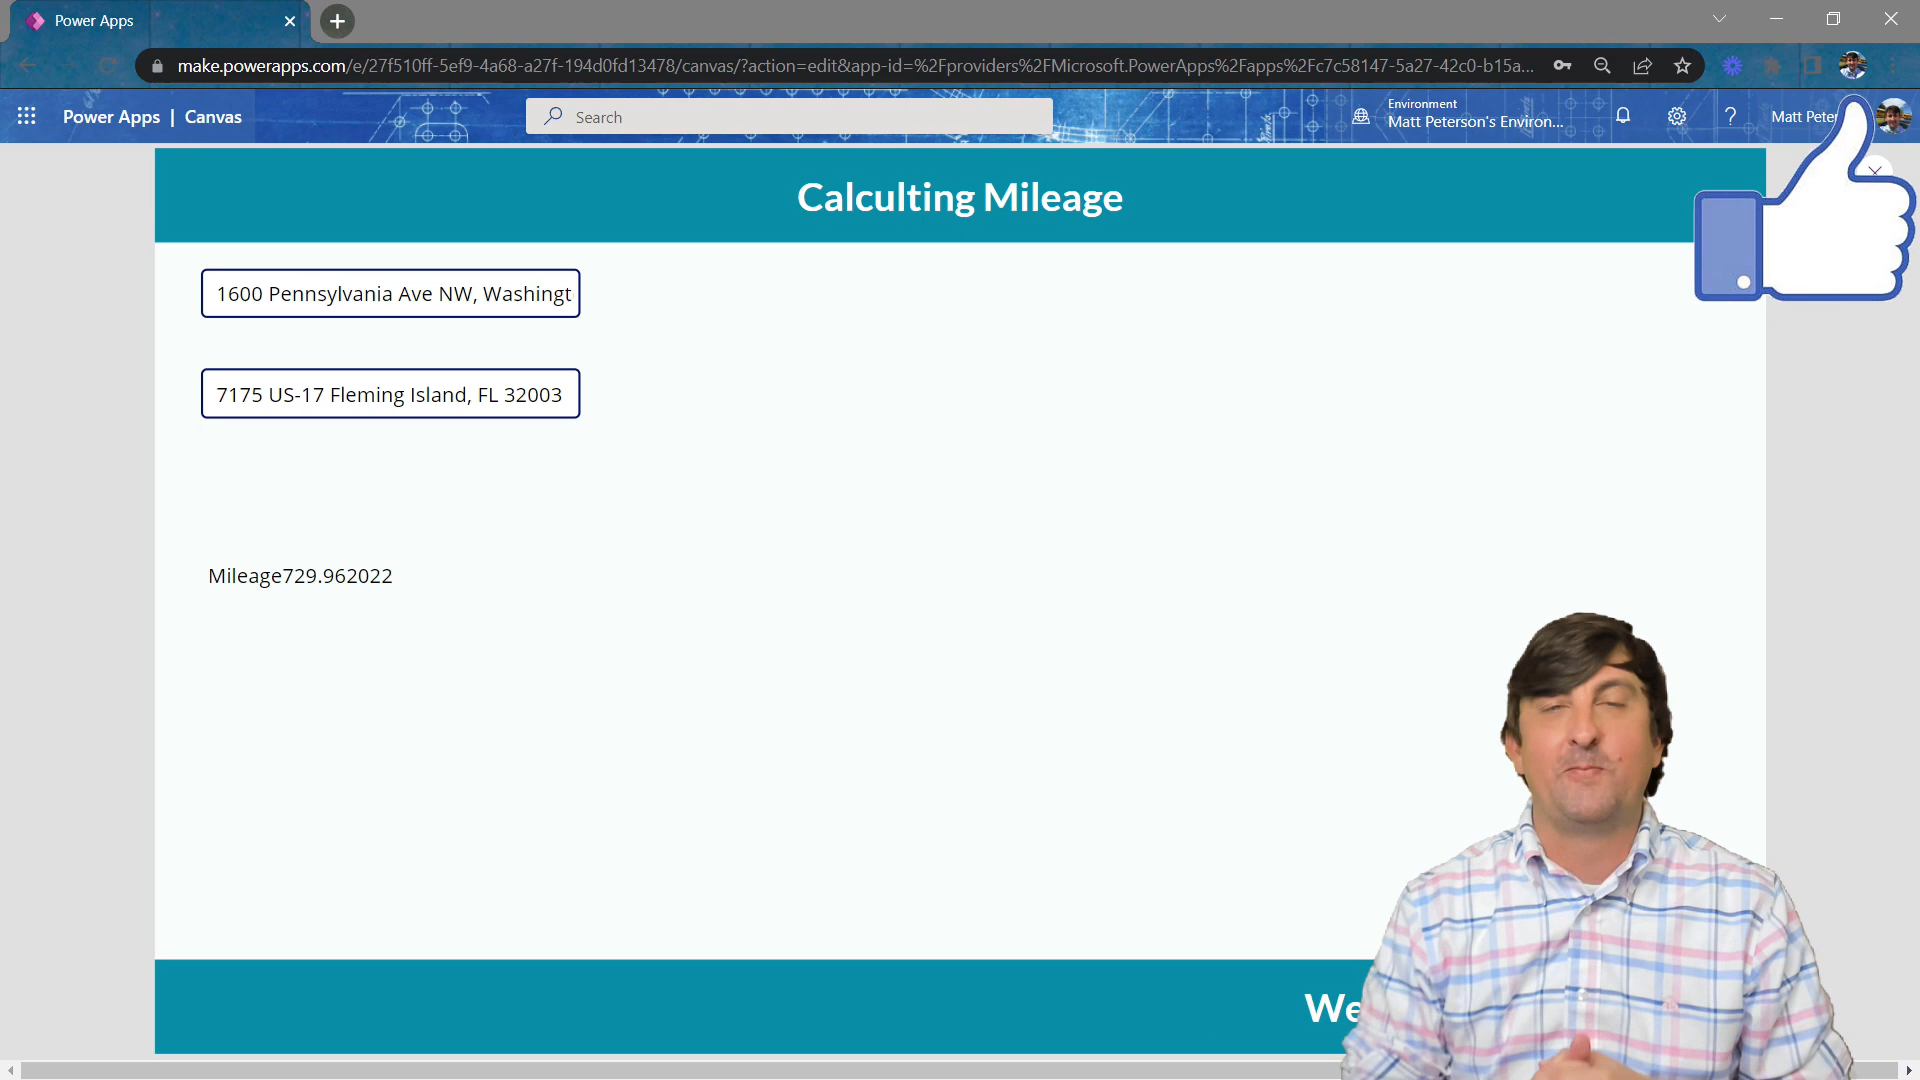 Power Apps
make.powerapps.com/e/27f510ff-5ef9-4a68-a27f-194d0fd13478/canvas/?action=edit&app-id=%2Fproviders%2FMicrosoft.PowerApps%2Fapps%2Fc7c58147-5a27-42c0-b15a...
Power Apps | Canvas
Search
Environment
Matt Peterson's Environ...
?
Matt Peter
Calculting Mileage
1600 Pennsylvania Ave NW, Washingt
7175 US-17 Fleming Island, FL 32003
Mileage729.962022
We